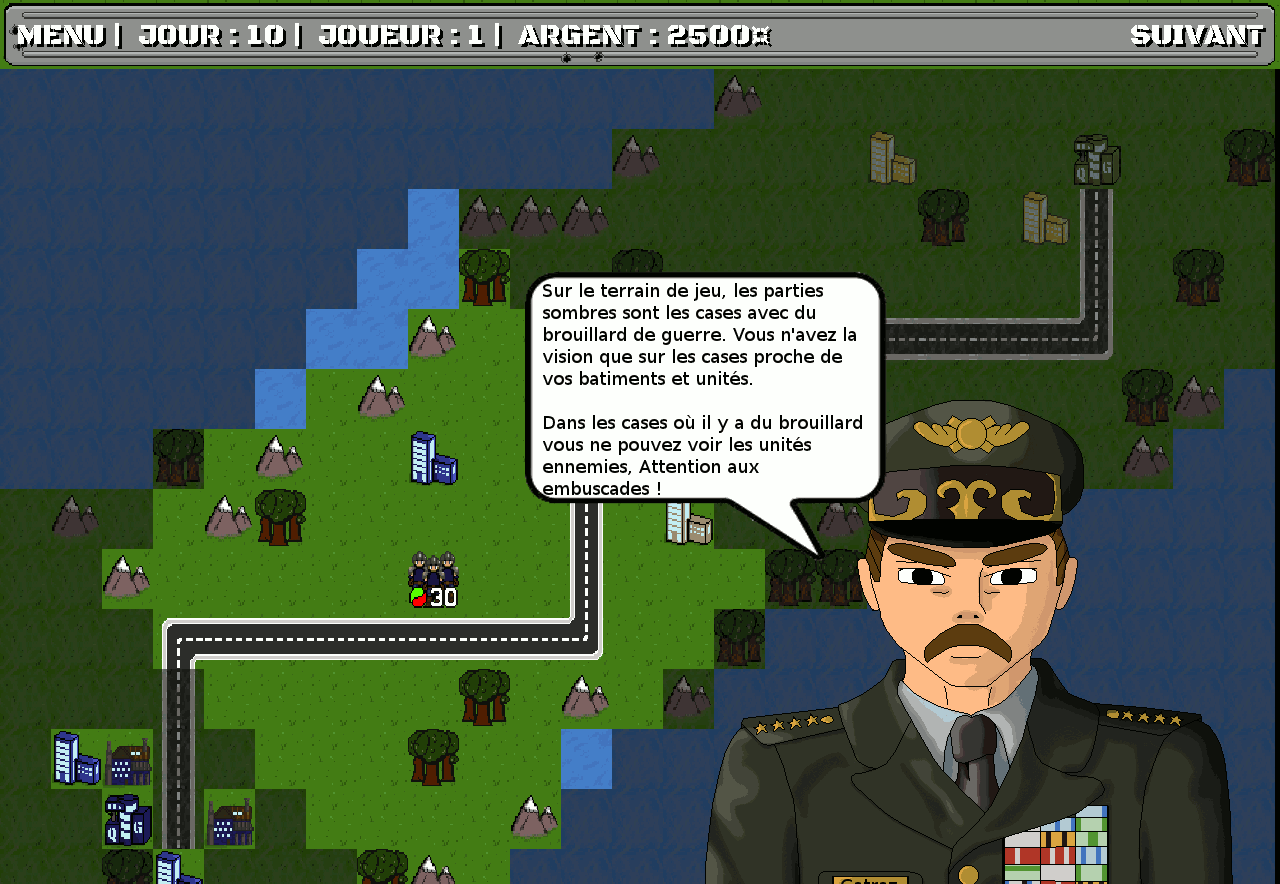 MENU | JOUR : 10 | JOUEUR : 1 | ARGENT : 2500¤
SUIVANT
Q G
Sur le terrain de jeu, les parties
sombres sont les cases avec du
brouillard de guerre. Vous n'avez la
vision que sur les cases proche de
vos batiments et unités.
Dans les cases où il y a du brouillard
vous ne pouvez voir les unités
ennemies, Attention aux
embuscades !
30
Q G